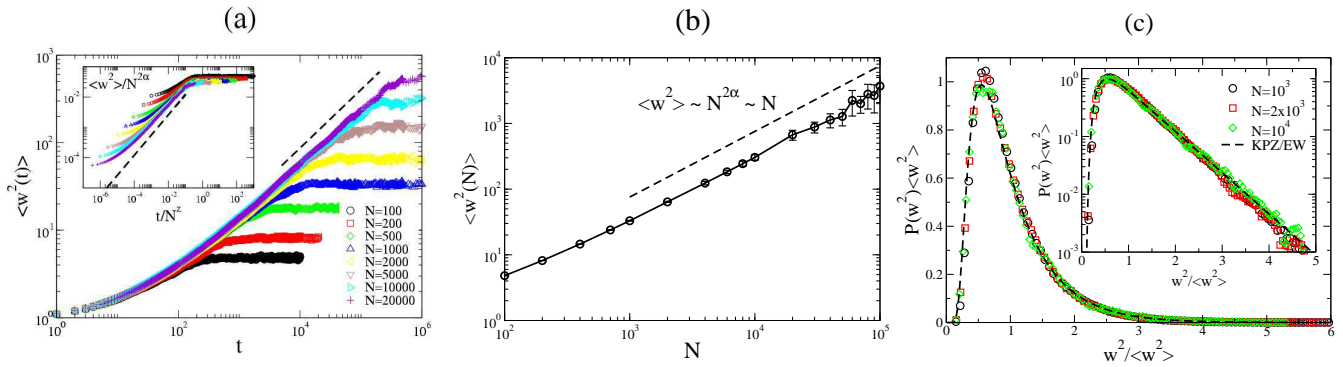 (a)
10^3
10^2
10^1
10^0
<w^2(t)>
10^0
10^2
10^4
10^6
t
<w^2>/N^{2α}
10^{-2}
10^{-4}
10^{-6}
10^{-4}
10^{-2}
10^0
10^2
t/N^z
N=100
N=200
N=500
N=1000
N=2000
N=5000
N=10000
N=20000
(b)
10^4
10^3
10^2
10^1
10^0
<w^2(N)>
<w^2> ~ N^{2α} ~ N
10^2
10^3
10^4
10^5
N
(c)
1
0.8
0.6
0.4
0.2
0
P(w^2)<w^2>
0
1
2
3
4
5
6
w^2/<w^2>
10^0
10^{-1}
10^{-2}
10^{-3}
P(w^2)<w^2>
0
1
2
3
4
5
w^2/<w^2>
N=10^3
N=2x10^3
N=10^4
KPZ/EW